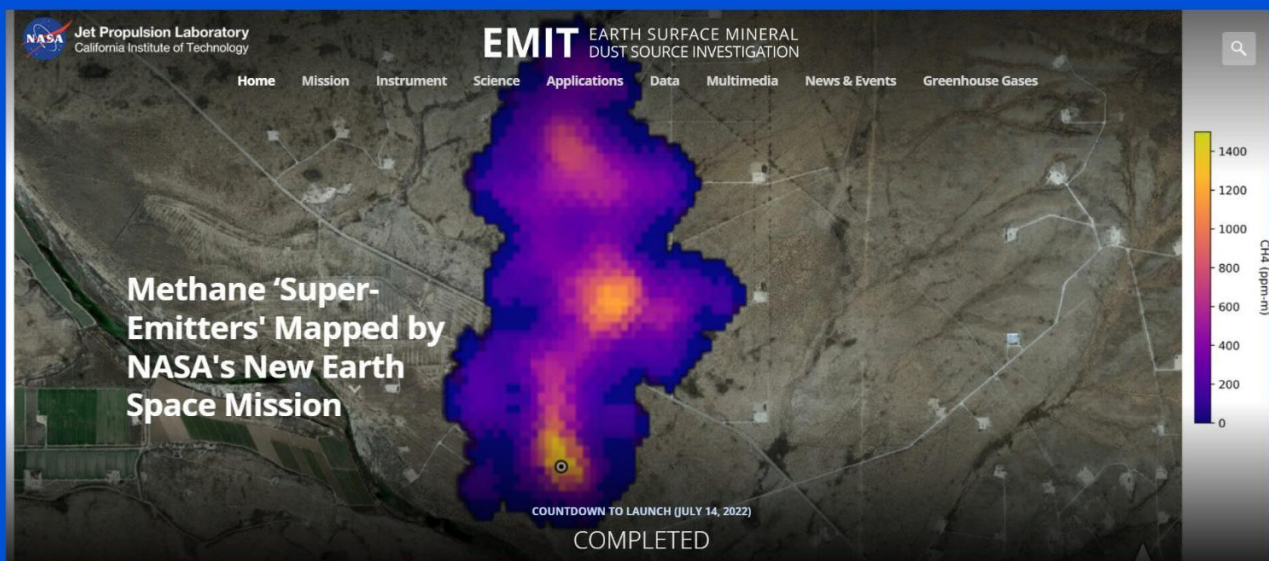 NASA
Jet Propulsion Laboratory
California Institute of Technology
EMIT
EARTH SURFACE MINERAL
DUST SOURCE INVESTIGATION
Home Mission Instrument Science Applications Data Multimedia News & Events Greenhouse Gases
Methane ‘Super-
Emitters' Mapped by
NASA's New Earth
Space Mission
COUNTDOWN TO LAUNCH (JULY 14, 2022)
COMPLETED
1400
1200
1000
800
600
400
200
0
CH4 (ppm-m)